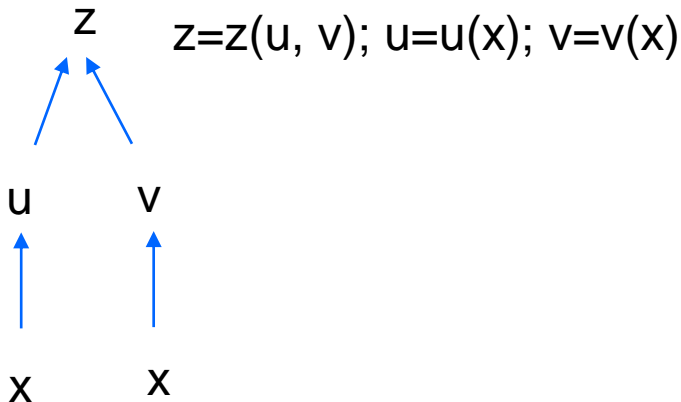 z z=z(u, v); u=u(x); v=v(x)
u v
x x